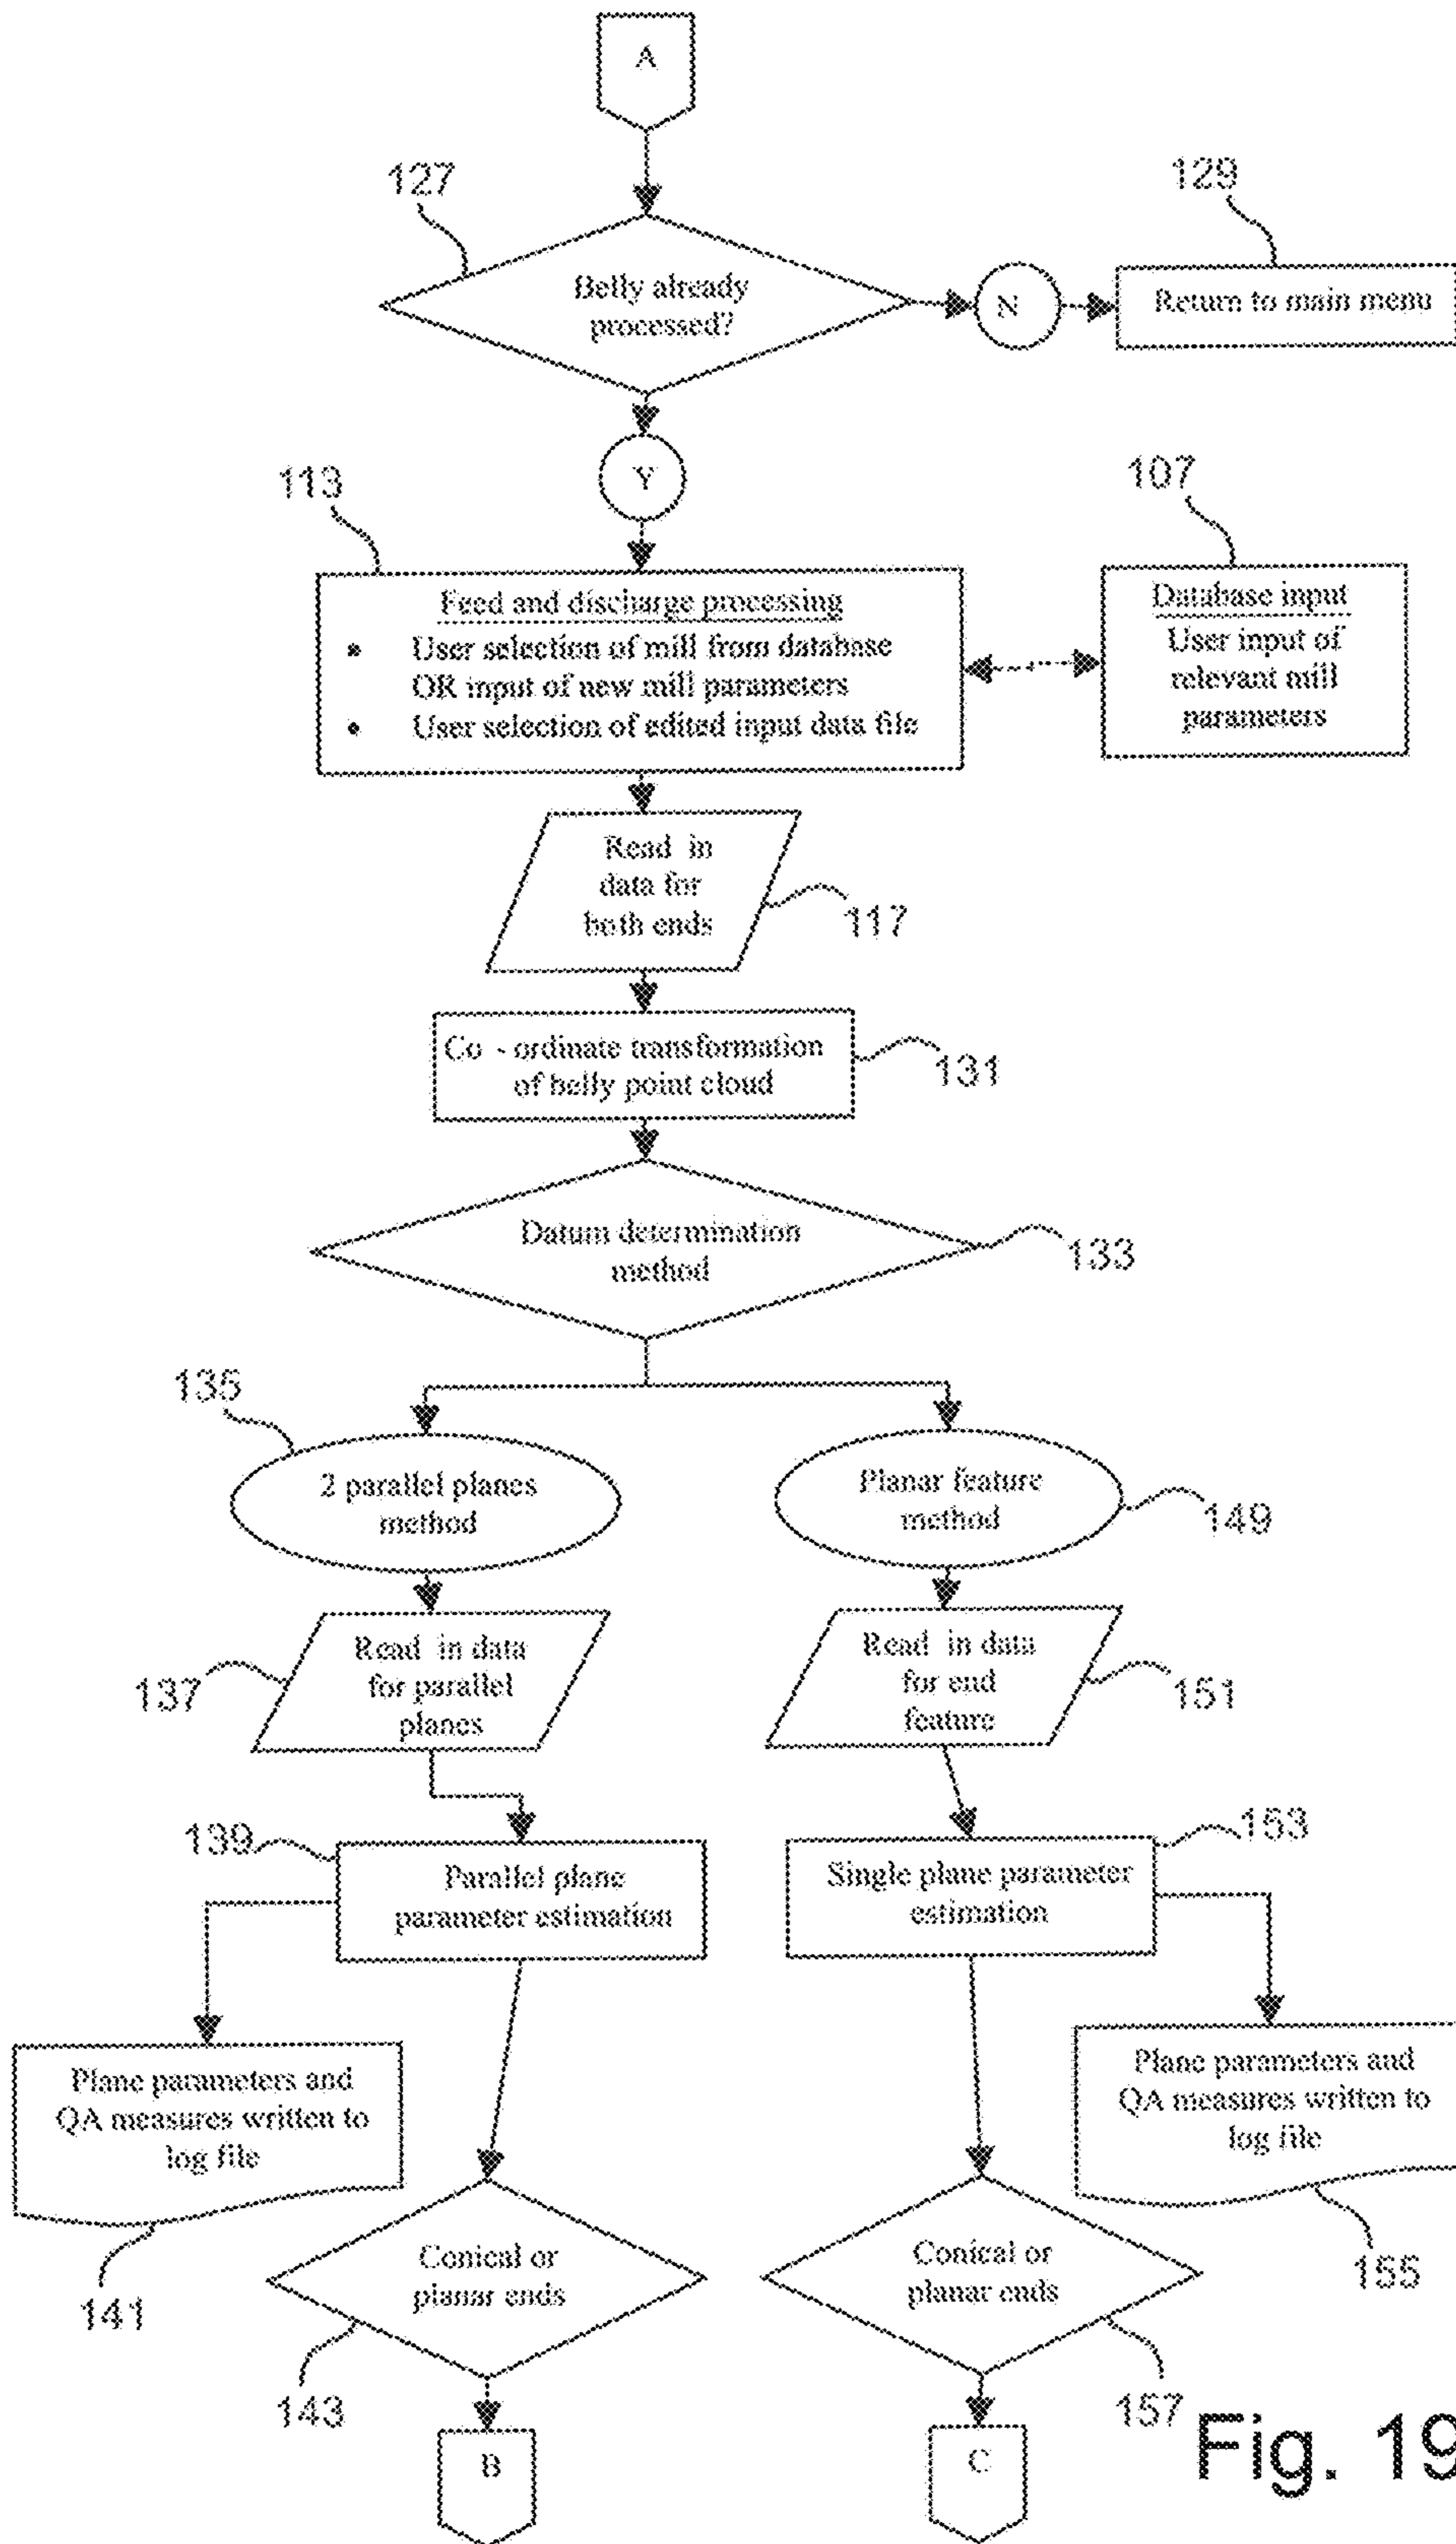 A
127
129
Belly already
processed?
N
Return to main menu
Y
113
107
Feed and discharge processing
• User selection of mill from database
OR input of new mill parameters
• User selection of edited input data file
Database input
User input of
relevant mill
parameters
Read in
data for
both ends
117
Co - ordinate transformation
of belly point cloud
131
Datum determination
method
133
135
2 parallel planes
method
Planar feature
method
149
Read in data
for parallel
planes
137
Read in data
for end
feature
151
139
Parallel plane
parameter estimation
Single plane parameter
estimation
153
Plane parameters and
QA measures written to
log file
141
Plane parameters and
QA measures written to
log file
155
Conical or
planar ends
143
Conical or
planar ends
157
B
C
Fig. 19